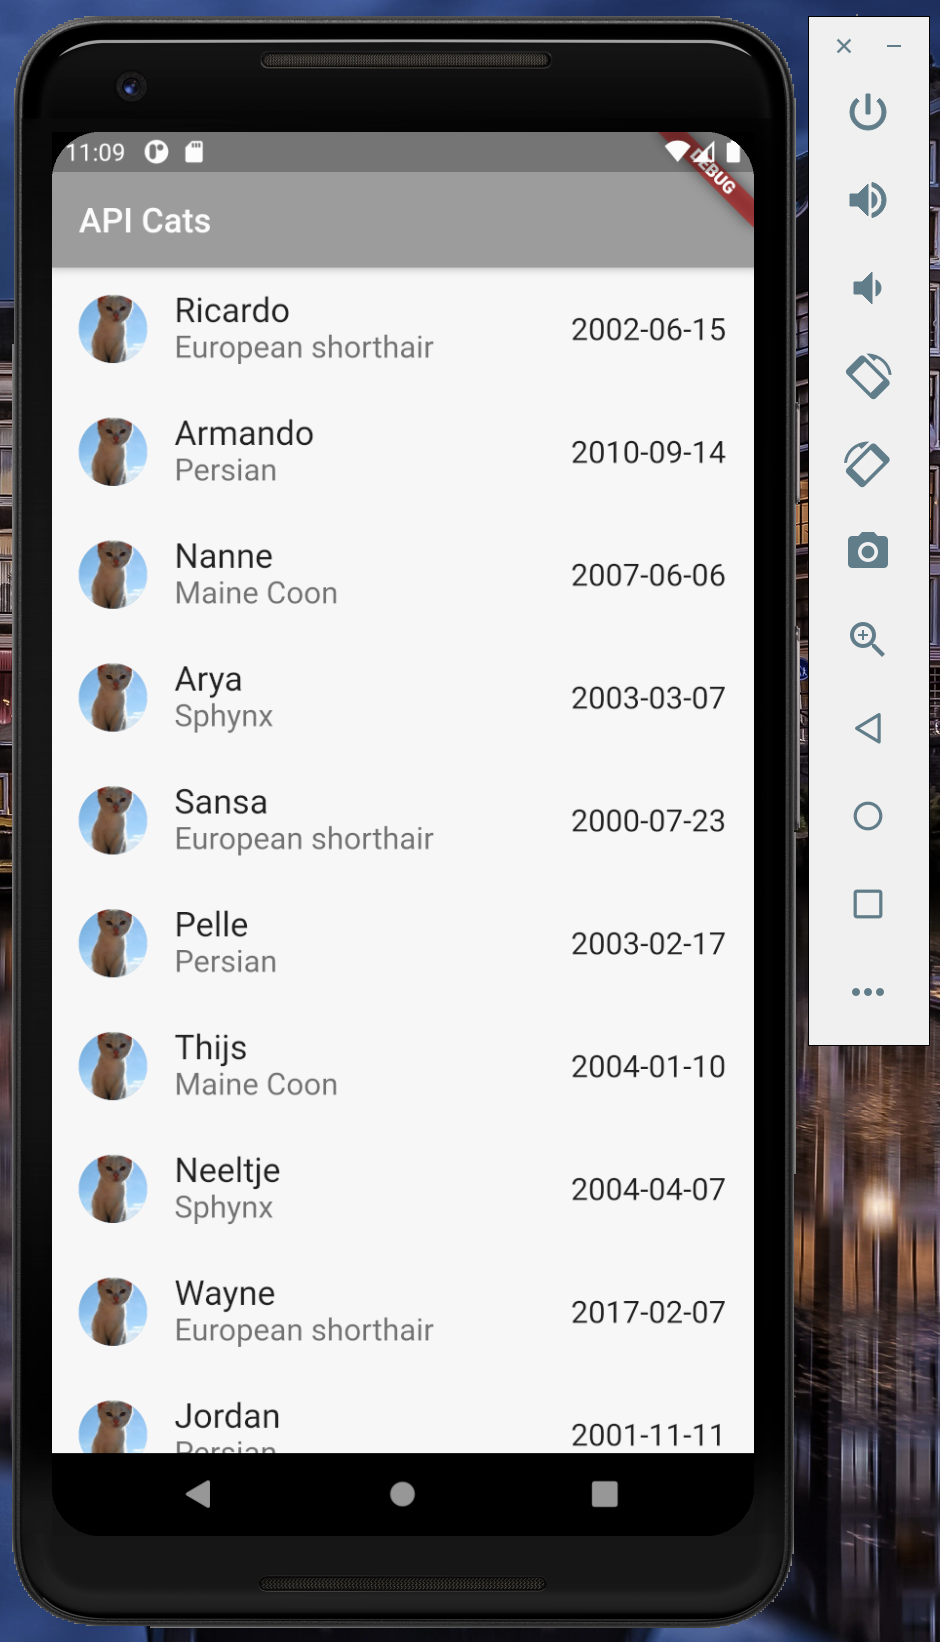 11:09
DEBUG
API Cats
Ricardo
European shorthair
2002-06-15
Armando
Persian
2010-09-14
Nanne
Maine Coon
2007-06-06
Arya
Sphynx
2003-03-07
Sansa
European shorthair
2000-07-23
Pelle
Persian
2003-02-17
Thijs
Maine Coon
2004-01-10
Neeltje
Sphynx
2004-04-07
Wayne
European shorthair
2017-02-07
Jordan
Persian
2001-11-11